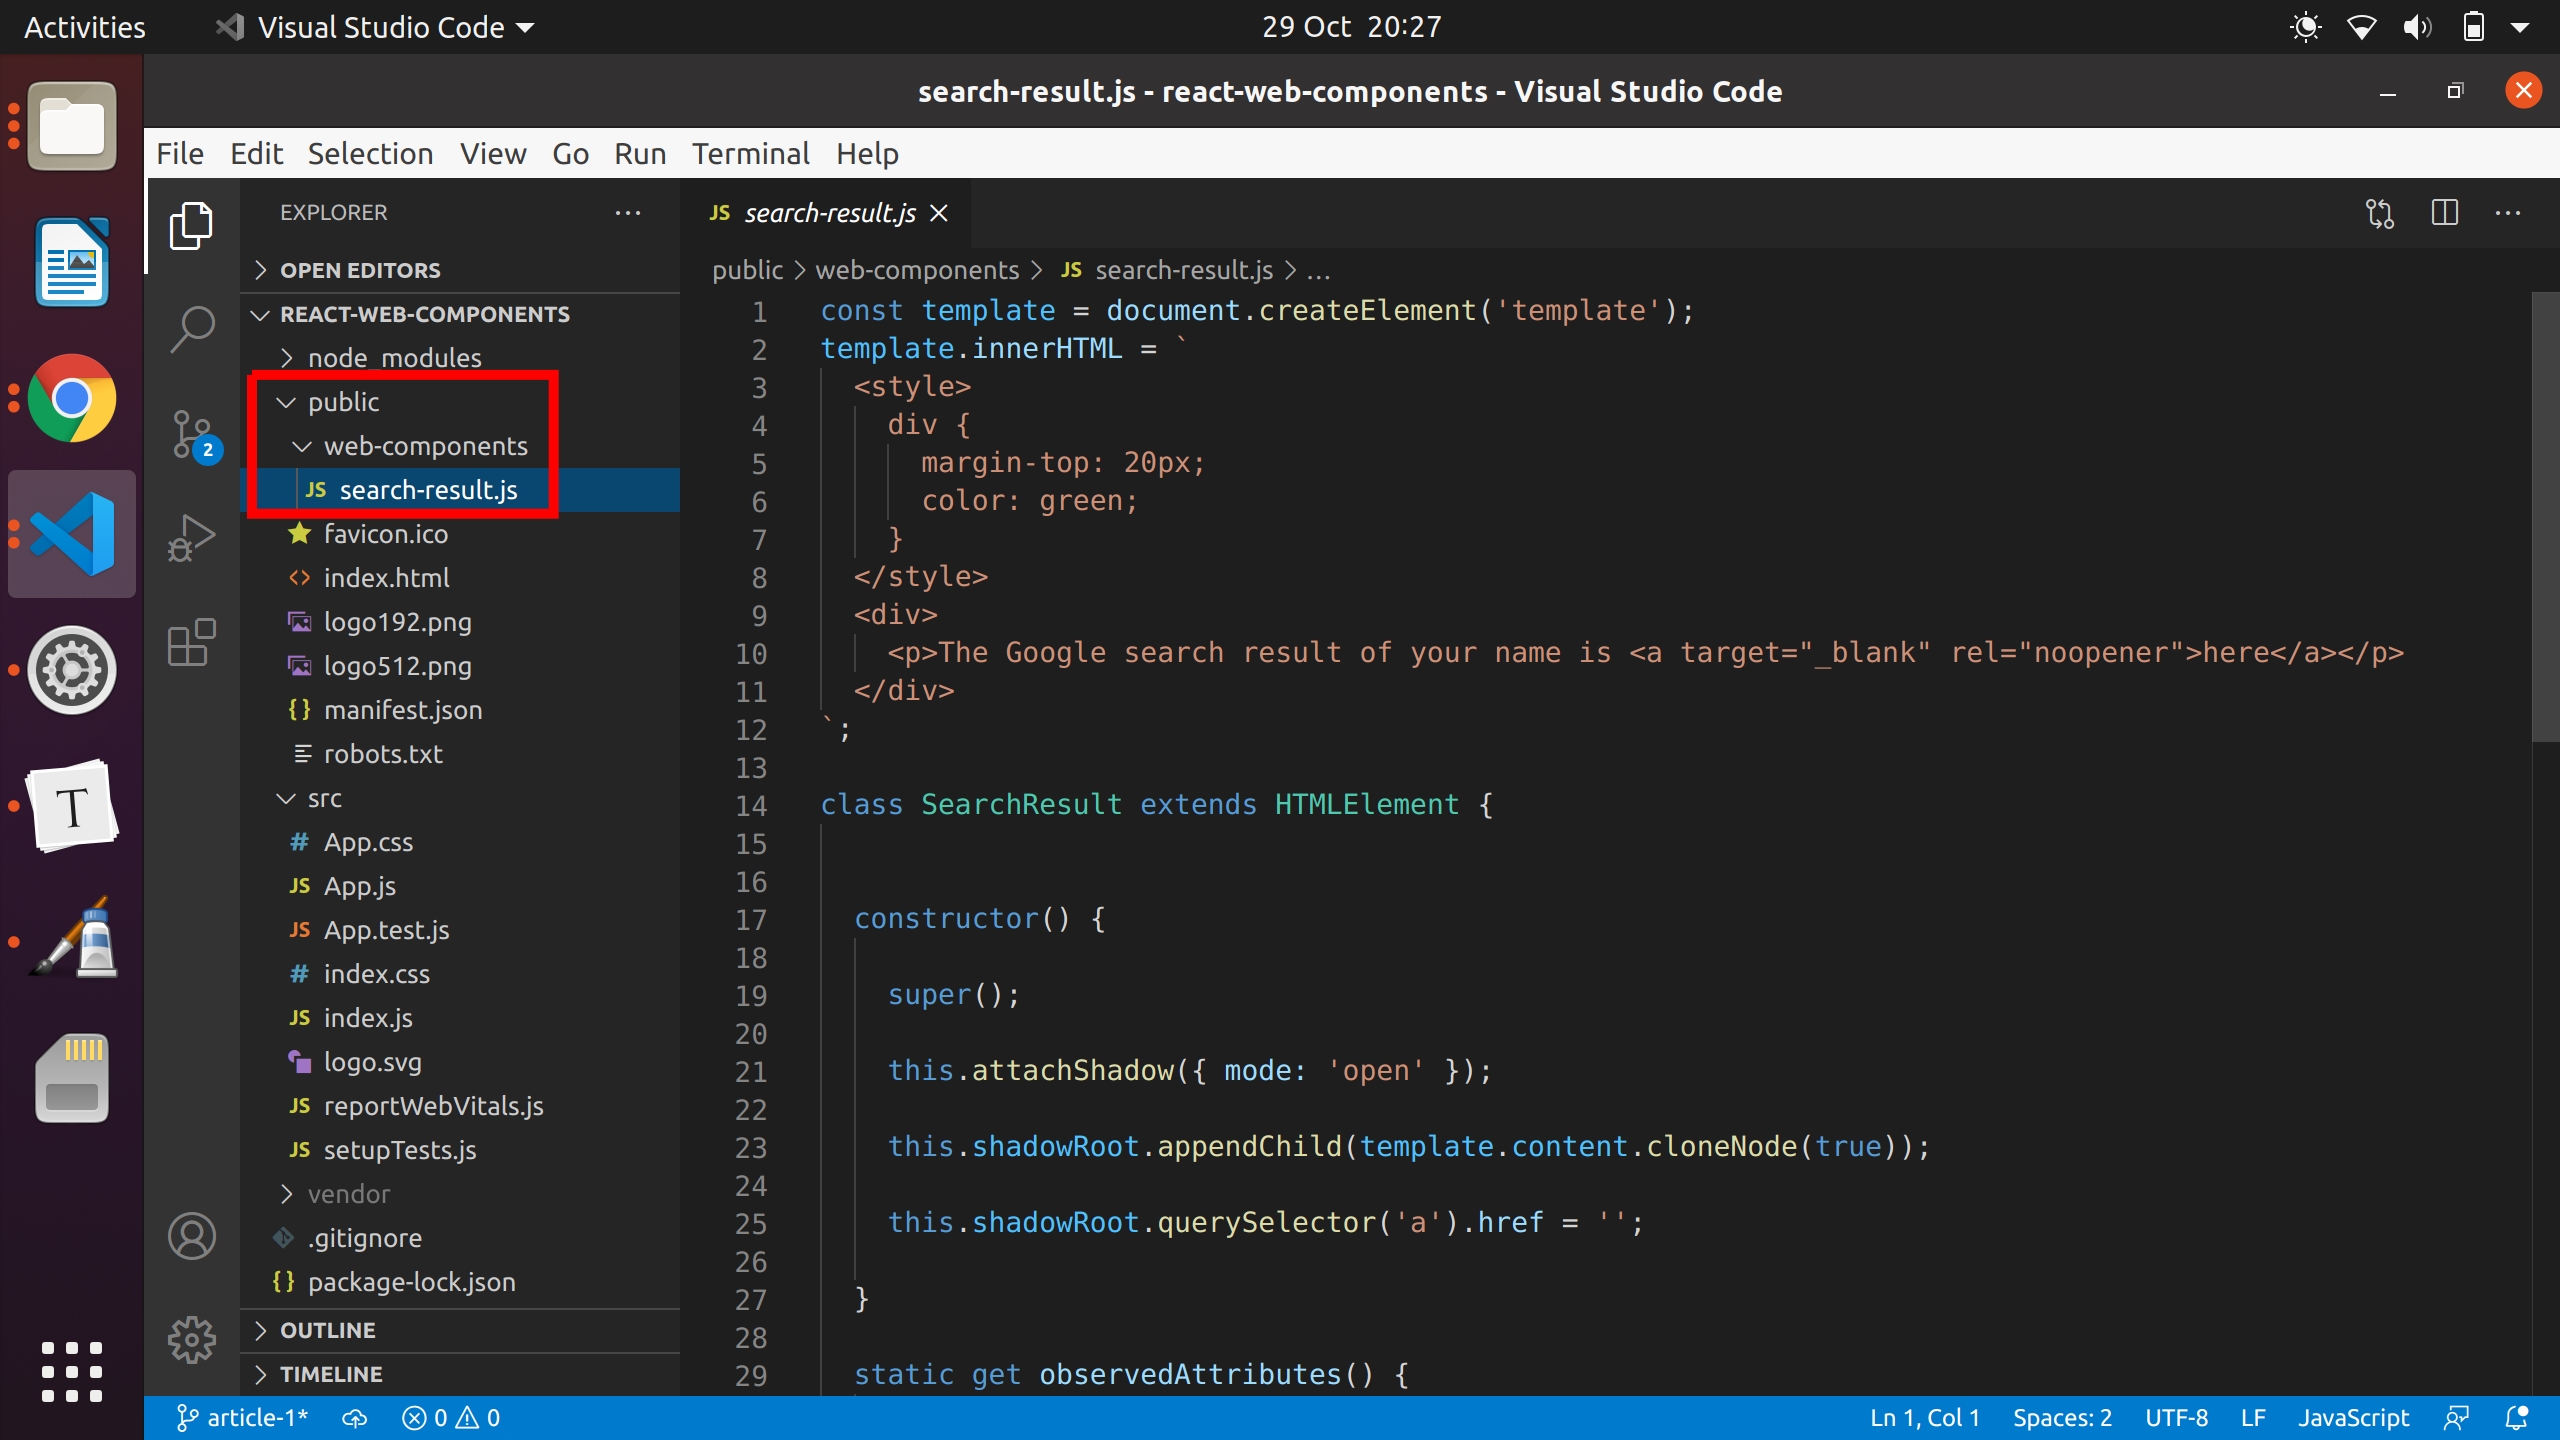 Activities
Visual Studio Code
29 Oct 20:27
search-result.js - react-web-components - Visual Studio Code
File Edit Selection View Go Run Terminal Help
EXPLORER
OPEN EDITORS
REACT-WEB-COMPONENTS
node_modules
public
web-components
JS search-result.js
favicon.ico
<> index.html
logo192.png
logo512.png
{} manifest.json
robots.txt
src
# App.css
JS App.js
JS App.test.js
# index.css
JS index.js
logo.svg
JS reportWebVitals.js
JS setupTests.js
vendor
.gitignore
{} package-lock.json
OUTLINE
TIMELINE
2
T
JS search-result.js
public > web-components > JS search-result.js > ...
1 const template = document.createElement('template');
2 template.innerHTML = `
3 <style>
4 div {
5 margin-top: 20px;
6 color: green;
7 }
8 </style>
9 <div>
10 <p>The Google search result of your name is <a target="_blank" rel="noopener">here</a></p>
11 </div>
12 `;
13
14 class SearchResult extends HTMLElement {
15
16
17 constructor() {
18
19 super();
20
21 this.attachShadow({ mode: 'open' });
22
23 this.shadowRoot.appendChild(template.content.cloneNode(true));
24
25 this.shadowRoot.querySelector('a').href = '';
26
27 }
28
29 static get observedAttributes() {
article-1* 0 0
Ln 1, Col 1 Spaces: 2 UTF-8 LF JavaScript